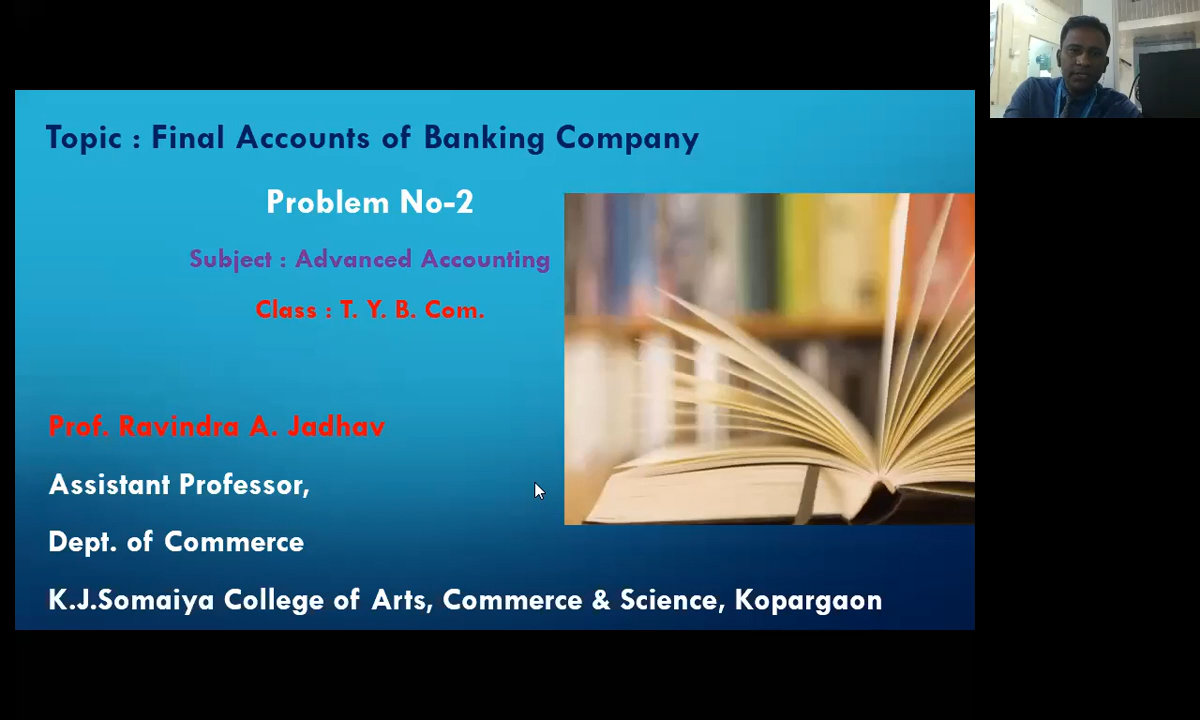 Topic : Final Accounts of Banking Company
Problem No-2
Subject : Advanced Accounting
Class : T. Y. B. Com.
Prof. Ravindra A. Jadhav
Assistant Professor,
Dept. of Commerce
K.J.Somaiya College of Arts, Commerce & Science, Kopargaon